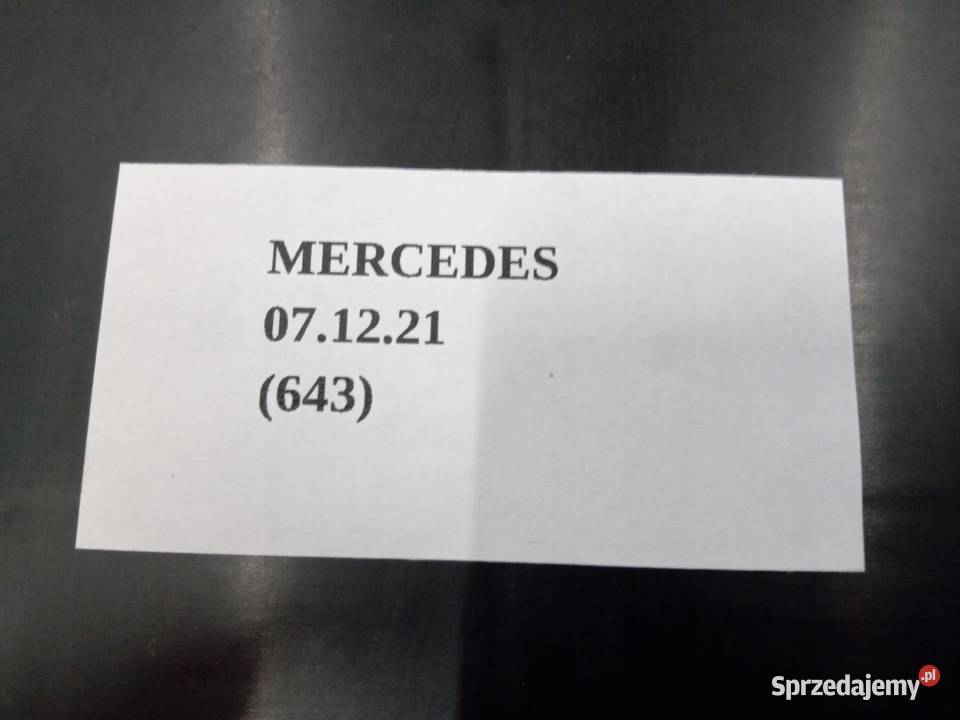 MERCEDES
07.12.21
(643)
Sprzedajemy.pl